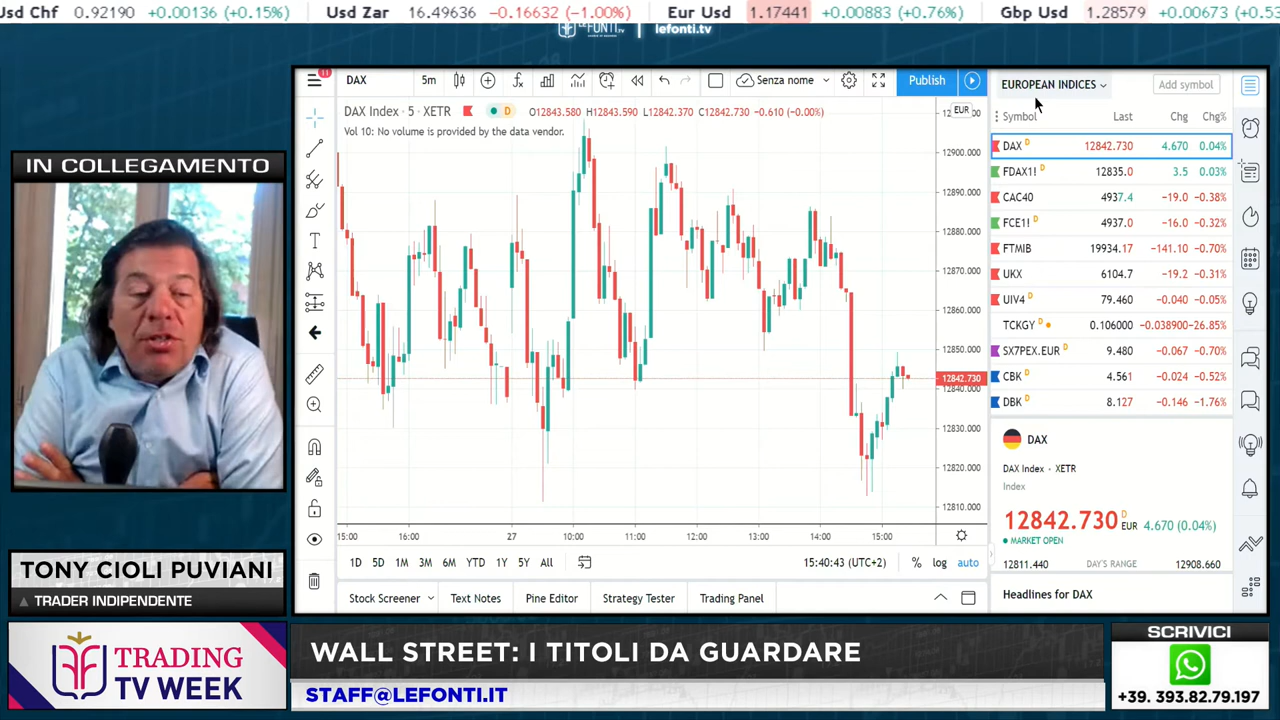 Usd Chf 0.92190 +0.00136 (+0.15%) Usd Zar 16.49636 −0.16632 (−1.00%) Eur Usd 1.17441 +0.00883 (+0.76%) Gbp Usd 1.28579 +0.00673
LEFONTI.TV lefonti.tv
IN COLLEGAMENTO
11
DAX 5m Senza nome Publish
DAX Index · 5 · XETR D O12843.580 H12843.590 L12842.370 C12842.730 −0.610 (−0.00%)
Vol 10: No volume is provided by the data vendor.
EUR
12900.000
12890.000
12880.000
12870.000
12860.000
12850.000
12842.730
12840.000
12830.000
12820.000
12810.000
15:00 16:00 27 10:00 11:00 12:00 13:00 14:00 15:00
1D 5D 1M 3M 6M YTD 1Y 5Y All 15:40:43 (UTC+2) % log auto
Stock Screener Text Notes Pine Editor Strategy Tester Trading Panel
EUROPEAN INDICES Add symbol
Symbol Last Chg Chg%
DAX D 12842.730 4.670 0.04%
FDAX1! D 12835.0 3.5 0.03%
CAC40 4937.4 −19.0 −0.38%
FCE1! D 4937.0 −16.0 −0.32%
FTMIB 19934.17 −141.10 −0.70%
UKX 6104.7 −19.2 −0.31%
UIV4 D 79.460 −0.040 −0.05%
TCKGY D 0.106000 −0.038900 −26.85%
SX7PEX.EUR D 9.480 −0.067 −0.70%
CBK D 4.561 −0.024 −0.52%
DBK D 8.127 −0.146 −1.76%
DAX
DAX Index · XETR
Index
12842.730 D EUR 4.670 (0.04%)
MARKET OPEN
12811.440 DAY'S RANGE 12908.660
Headlines for DAX
TONY CIOLI PUVIANI
TRADER INDIPENDENTE
TRADING
TV WEEK
WALL STREET: I TITOLI DA GUARDARE
STAFF@LEFONTI.IT
SCRIVICI
+39. 393.82.79.197